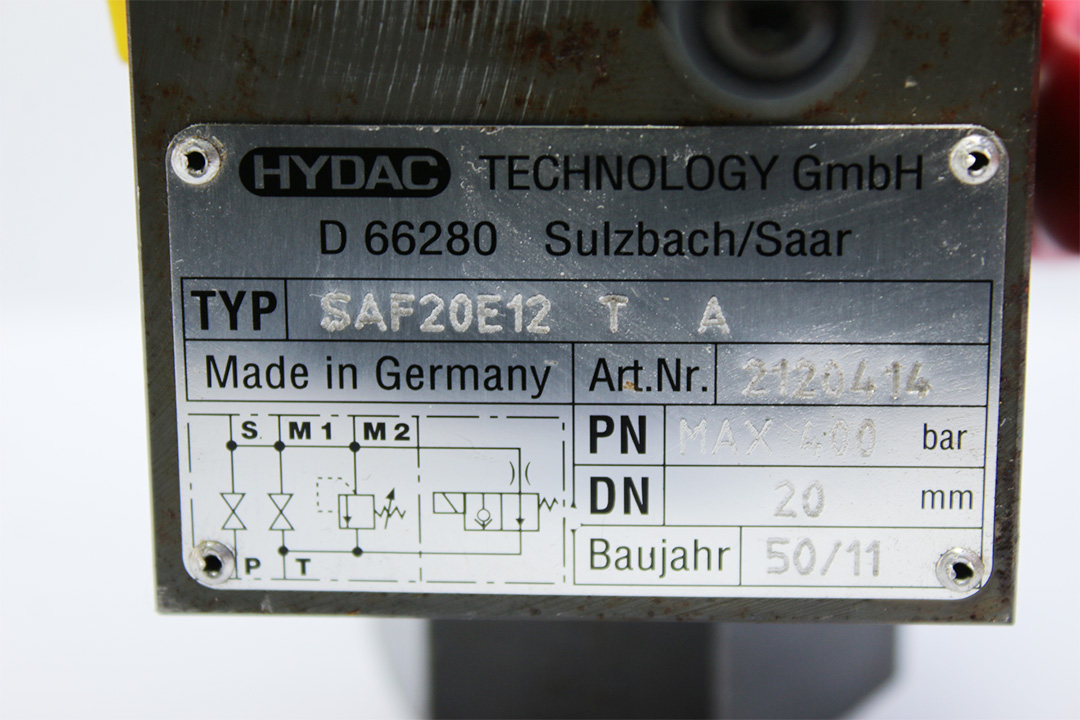 HYDAC TECHNOLOGY GmbH
D 66280 Sulzbach/Saar
TYP SAF20E12 T A
Made in Germany Art.Nr. 2120414
PN MAX 400 bar
DN 20 mm
Baujahr 50/11
S M1 M2
P T